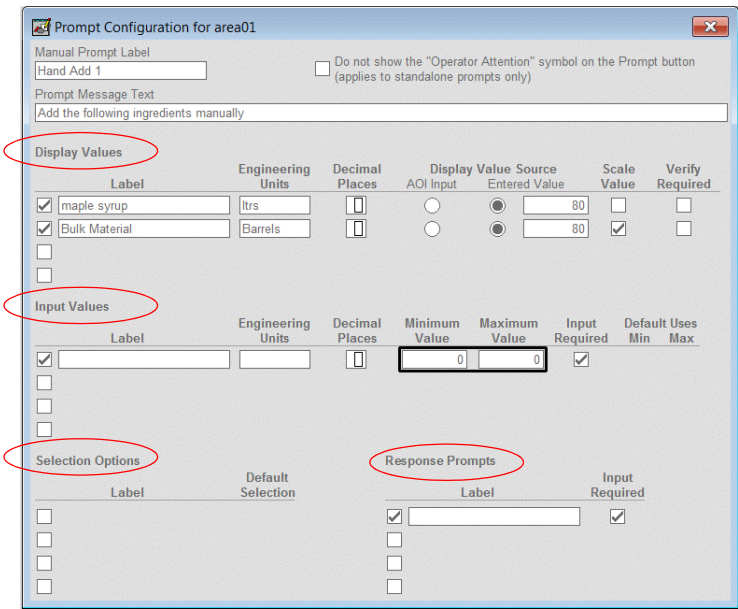 Prompt Configuration for area01
Manual Prompt Label
Hand Add 1
Do not show the "Operator Attention" symbol on the Prompt button
(applies to standalone prompts only)
Prompt Message Text
Add the following ingredients manually
Display Values
Engineering Decimal Display Value Source Scale Verify
Label Units Places AOI Input Entered Value Value Required
maple syrup ltrs 80
Bulk Material Barrels 80
Input Values
Engineering Decimal Minimum Maximum Input Default Uses
Label Units Places Value Value Required Min Max
0 0
Selection Options Response Prompts
Default Input
Label Selection Label Required